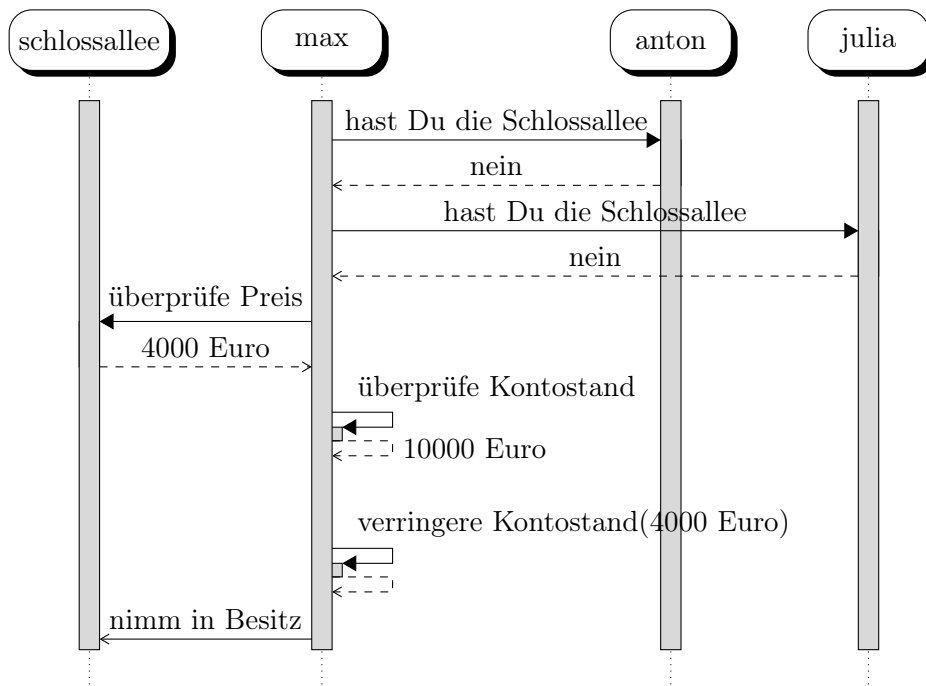 schlossallee
max
anton
julia
hast Du die Schlossallee
nein
hast Du die Schlossallee
nein
überprüfe Preis
4000 Euro
überprüfe Kontostand
10000 Euro
verringere Kontostand(4000 Euro)
nimm in Besitz